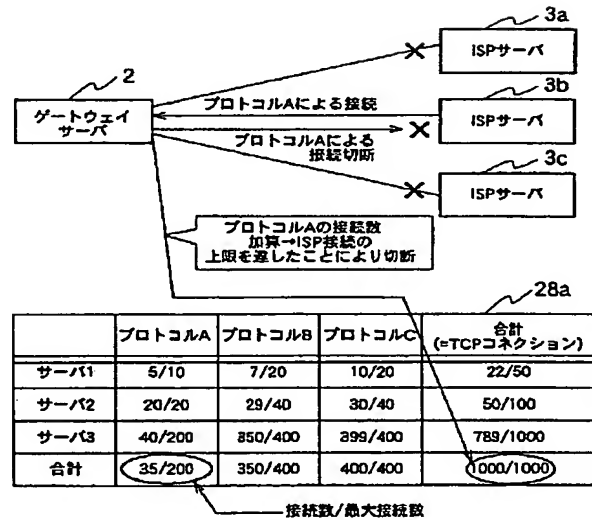 3a
ISPサーバ
2
3b
ゲートウェイ
サーバ
プロトコルAによる接続
ISPサーバ
プロトコルAによる
接続切断
3c
ISPサーバ
プロトコルAの接続数
加算→ISP接続の
上限を返したことにより切断
28a
プロトコルA プロトコルB プロトコルC 合計
(=TCPコネクション)
サーバ1 5/10 7/20 10/20 22/50
サーバ2 20/20 29/40 30/40 50/100
サーバ3 40/200 350/400 399/400 789/1000
合計 35/200 350/400 400/400 1000/1000
接続数/最大接続数